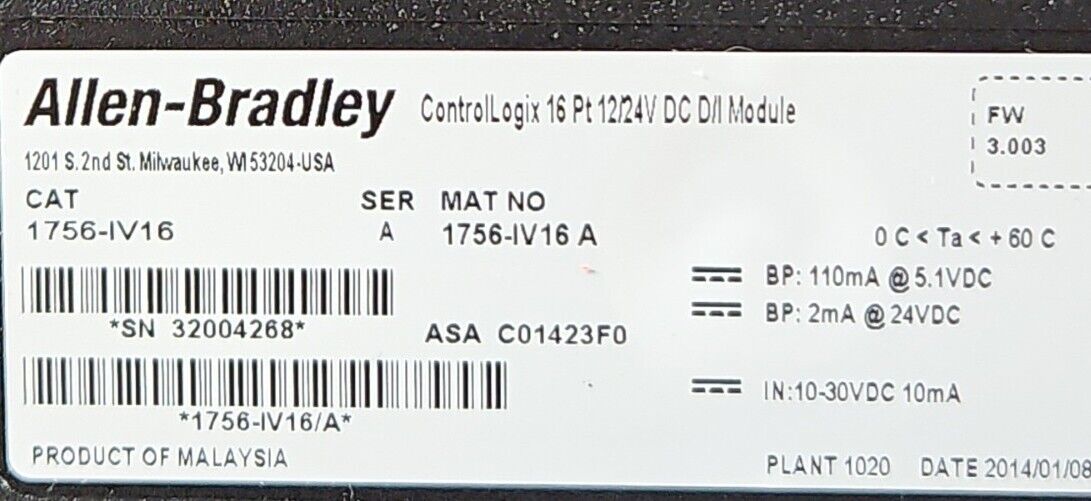 Allen-Bradley ControlLogix 16 Pt 12/24V DC D/I Module
FW
3.003
1201 S. 2nd St. Milwaukee, WI 53204-USA
CAT SER MAT NO
1756-IV16 A 1756-IV16 A
0 C < Ta < + 60 C
BP: 110mA @ 5.1VDC
BP: 2mA @ 24VDC
*SN 32004268* ASA C01423F0
IN:10-30VDC 10mA
*1756-IV16/A*
PRODUCT OF MALAYSIA
PLANT 1020 DATE 2014/01/08